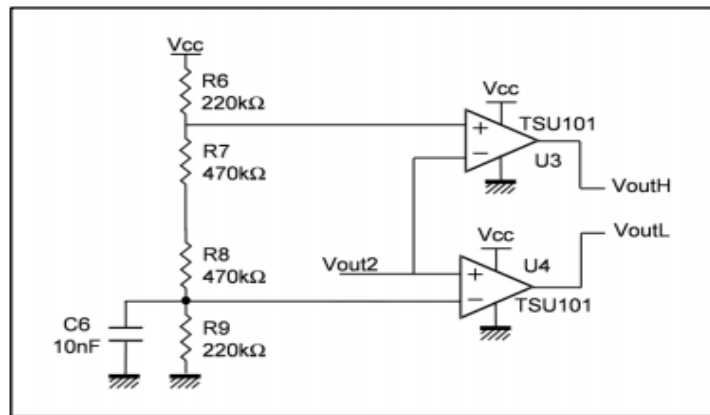 Vcc
R6
220kΩ
R7
470kΩ
R8
470kΩ
C6
10nF
R9
220kΩ
Vout2
Vcc
+
−
TSU101
U3
VoutH
Vcc
+
−
U4
TSU101
VoutL